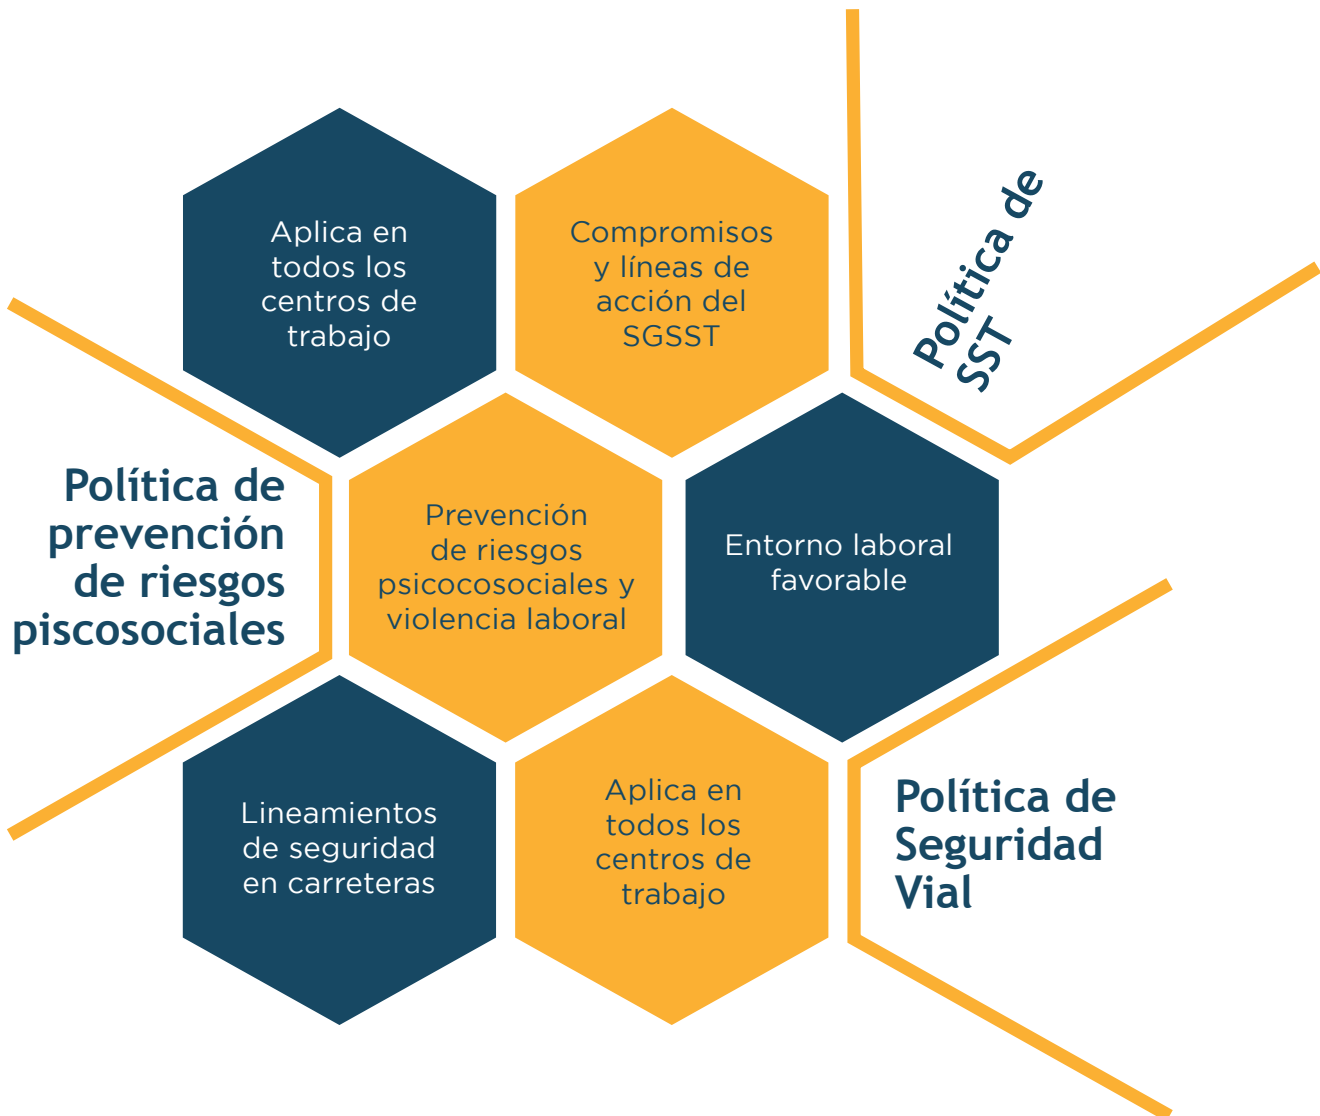 Aplica en
todos los
centros de
trabajo
Compromisos
y líneas de
acción del
SGSST
Política de
SST
Política de
prevención
de riesgos
piscosociales
Prevención
de riesgos
psicocosociales y
violencia laboral
Entorno laboral
favorable
Lineamientos
de seguridad
en carreteras
Aplica en
todos los
centros de
trabajo
Política de
Seguridad
Vial